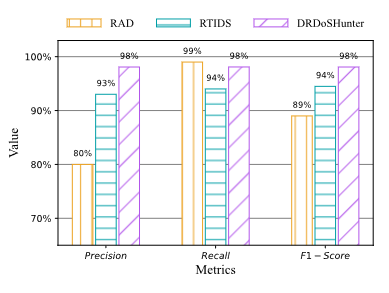 RAD RTIDS DRDoSHunter
99%
98% 98% 98%
100%
93% 94% 94%
90%
89%
80%
80%
70%
Value
Precision Recall F1 − Score
Metrics